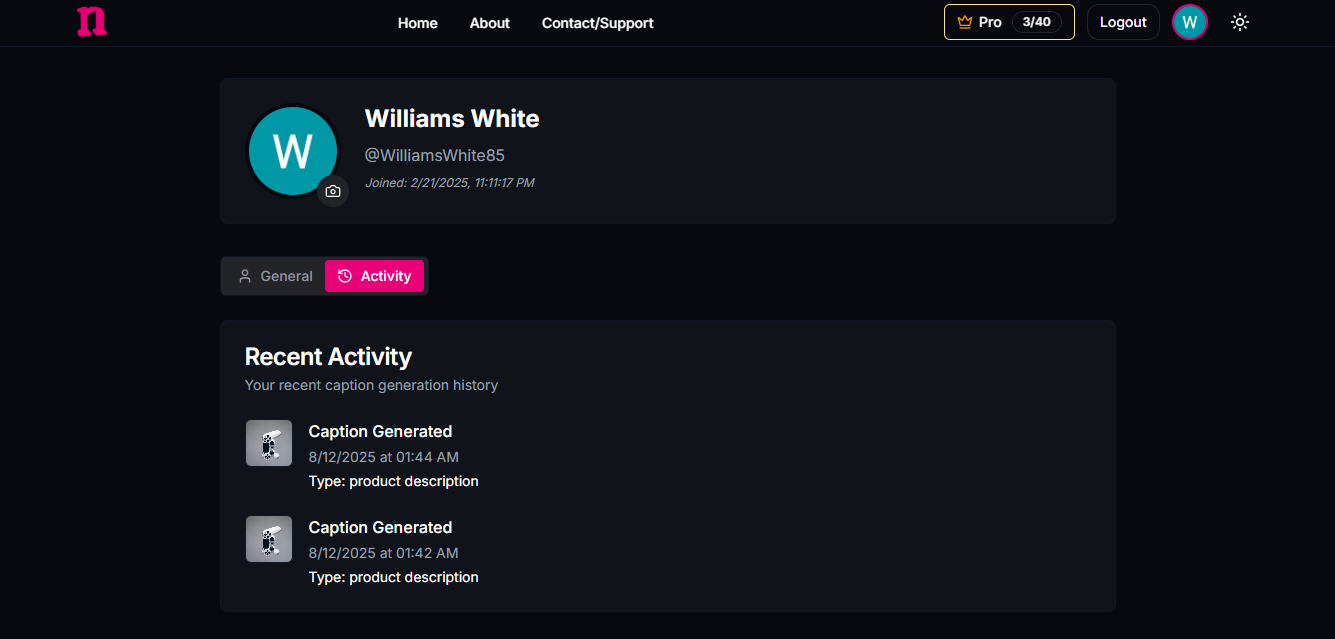 n
Home
About
Contact/Support
Pro
3/40
Logout
W
W
Williams White
@WilliamsWhite85
Joined: 2/21/2025, 11:11:17 PM
General
Activity
Recent Activity
Your recent caption generation history
Caption Generated
8/12/2025 at 01:44 AM
Type: product description
Caption Generated
8/12/2025 at 01:42 AM
Type: product description